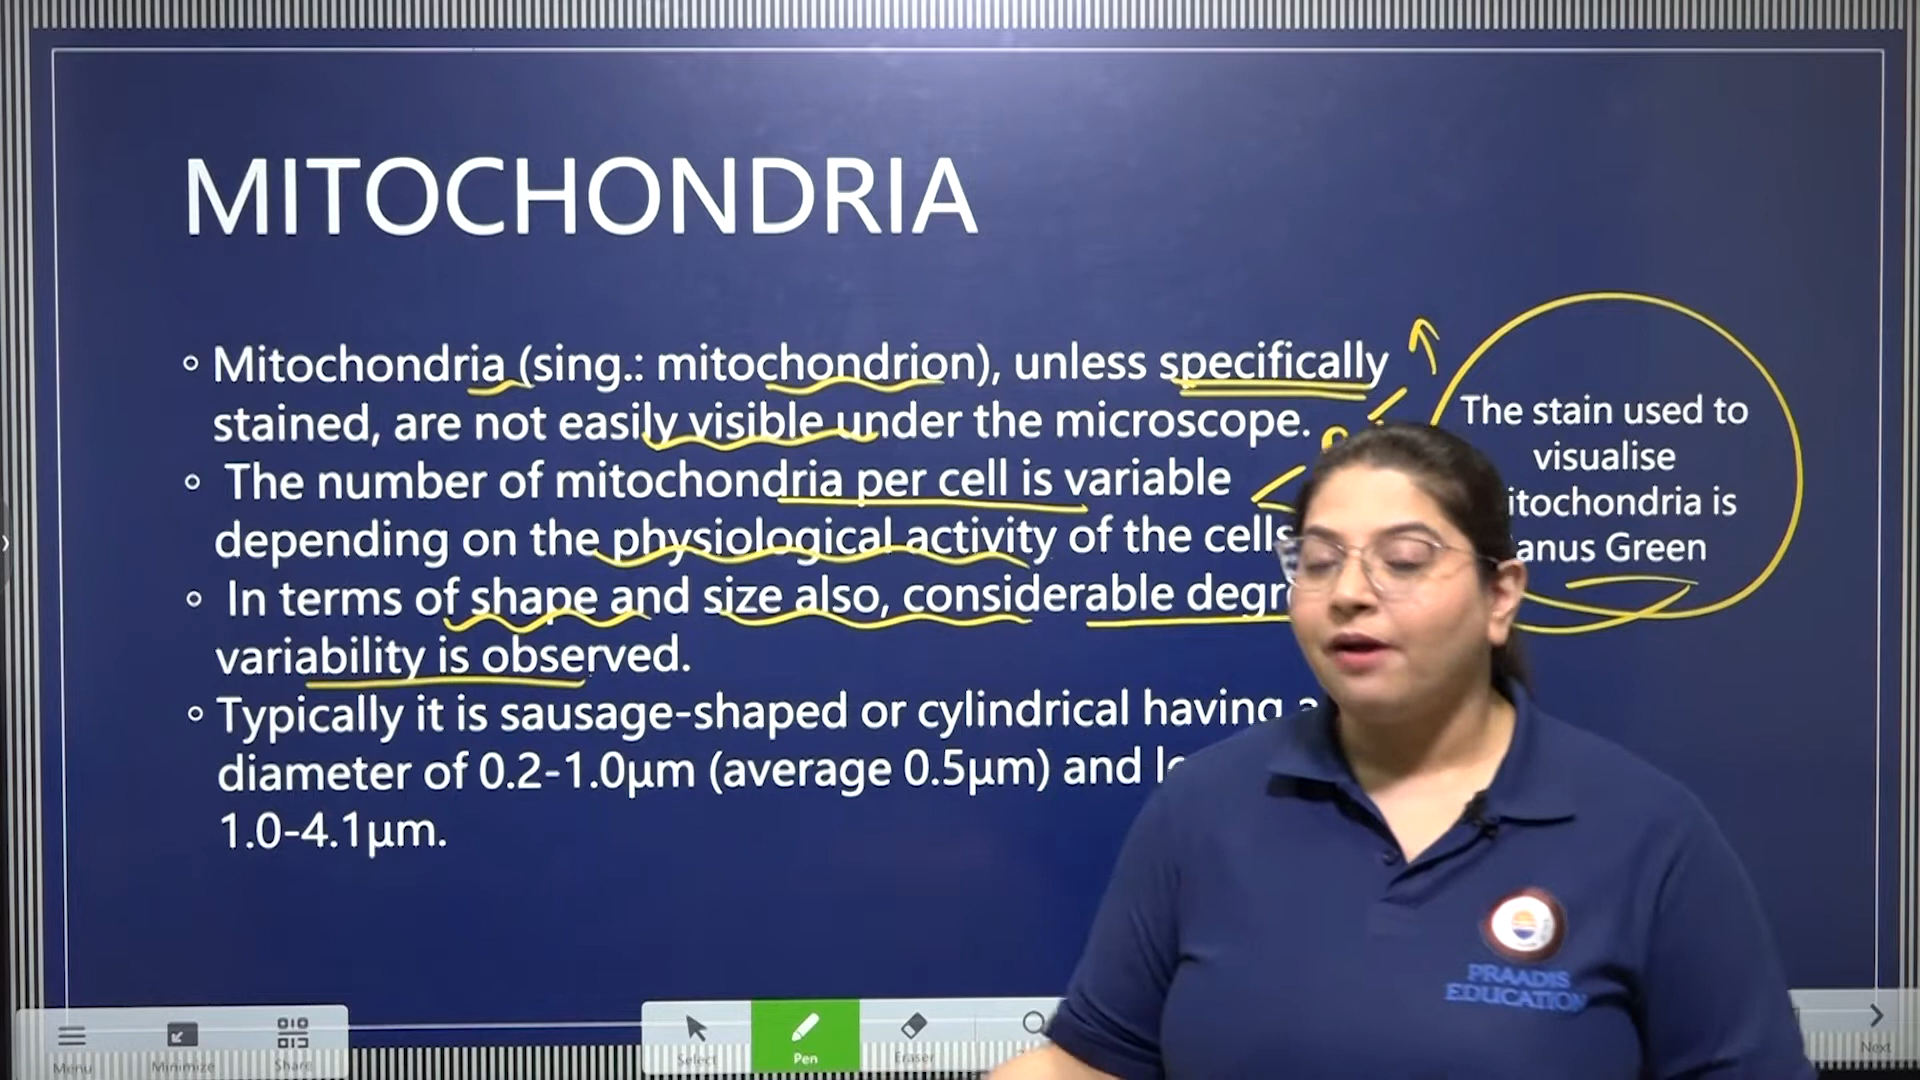 MITOCHONDRIA
◦ Mitochondria (sing.: mitochondrion), unless specifically
stained, are not easily visible under the microscope.
◦ The number of mitochondria per cell is variable
depending on the physiological activity of the cells
◦ In terms of shape and size also, considerable
variability is observed.
◦ Typically it is sausage-shaped or cylindrical having
diameter of 0.2-1.0μm (average 0.5μm) and
1.0-4.1μm.
The stain used to
visualise
itochondria is
anus Green
PRAADIS
EDUCATION
Menu
Minimize
Share
Select
Pen
Eraser
Next